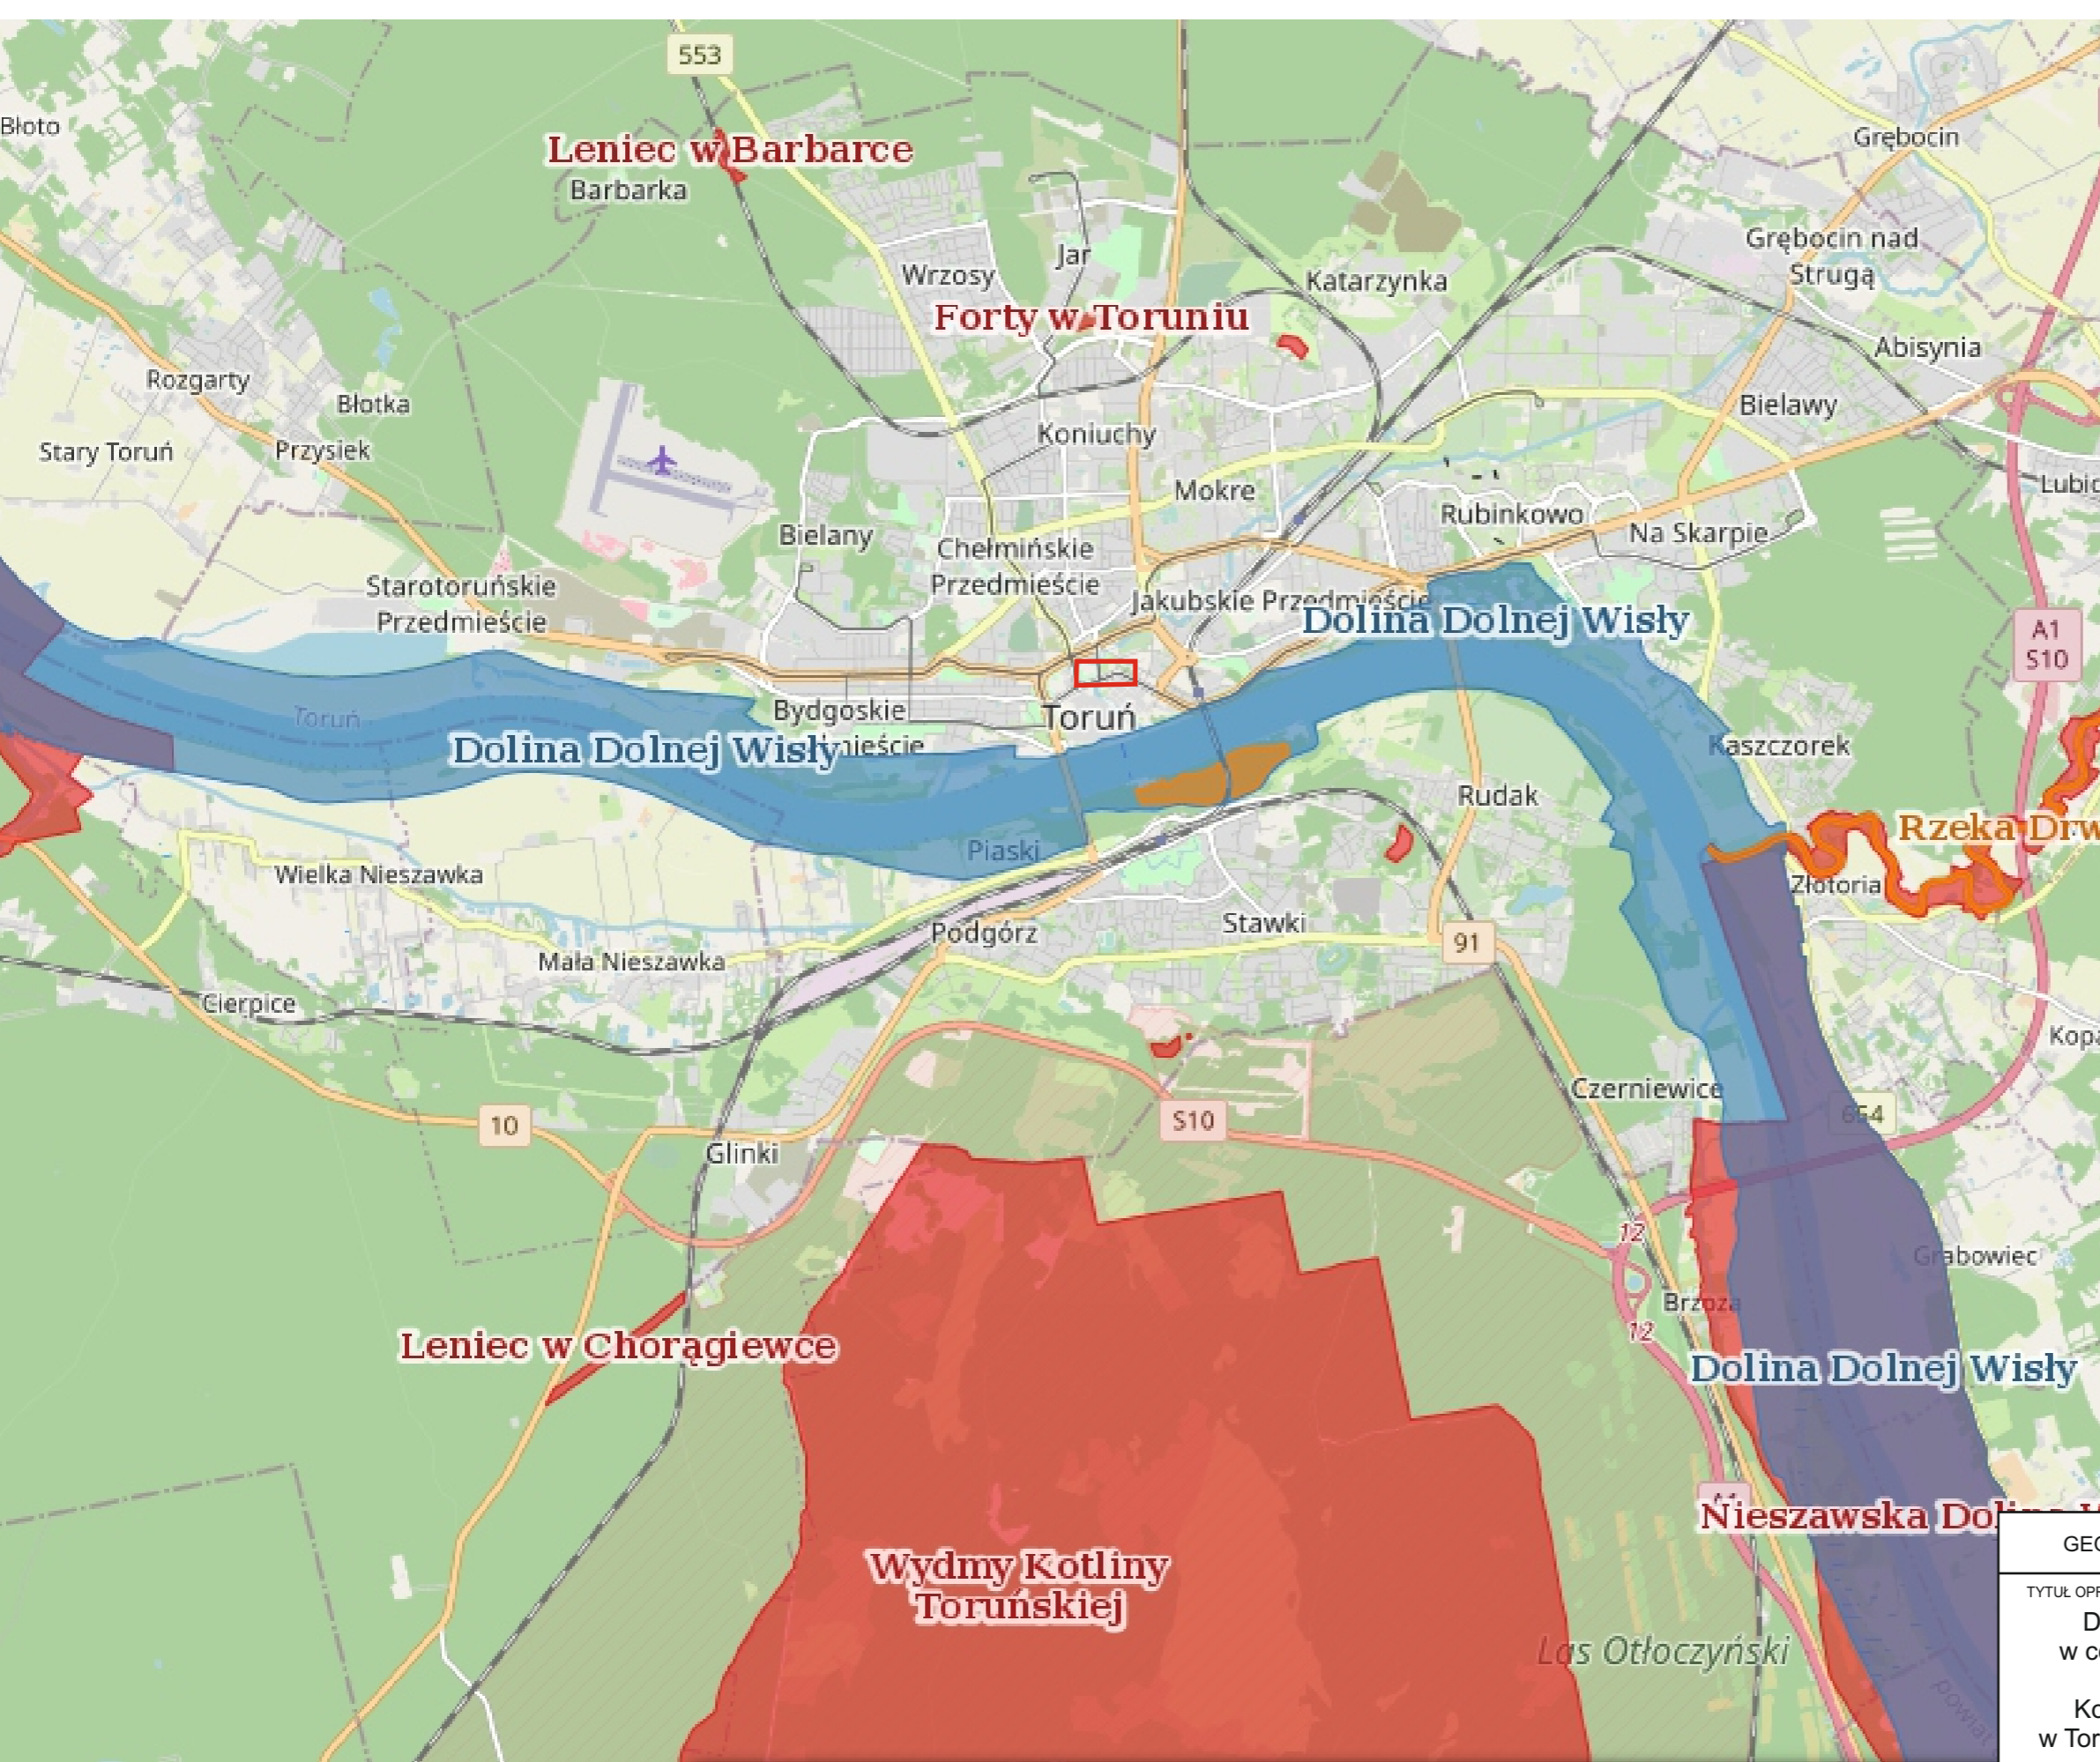 553
Błoto
Grębocin
Leniec w Barbarce
Barbarka
Grębocin nad
Strugą
Jar
Wrzosy
Katarzynka
Forty w Toruniu
Abisynia
Rozgarty
Błotka
Bielawy
Koniuchy
Stary Toruń
Przysiek
Mokre
Rubinkowo
Na Skarpie
Bielany
Chełmińskie
Przedmieście
Starotoruńskie
Przedmieście
Jakubskie Przedmieście
Dolina Dolnej Wisły
A1
S10
Toruń
Bydgoskie
Toruń
Dolina Dolnej Wisły
Kaszczorek
Rudak
Rzeka Drw
Piaski
Wielka Nieszawka
Złotoria
Podgórz
Stawki
91
Mała Nieszawka
Cierpice
Kopa
Czerniewice
654
10
S10
Glinki
12
Grabowiec
Brzoza
12
Leniec w Chorągiewce
Dolina Dolnej Wisły
A1
Nieszawska
GEO
Wydmy Kotliny
Toruńskiej
TYTUŁ OPR
D
w c
Las Otłoczyński
powiat
Ko
w Tor